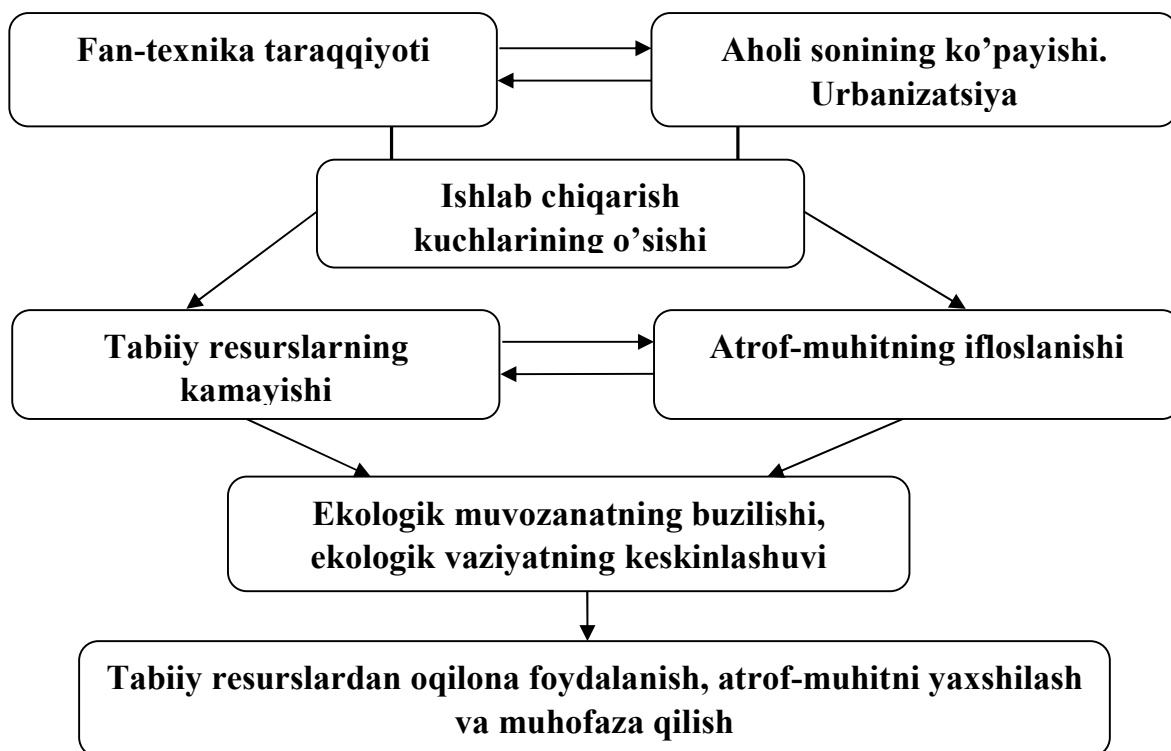 Fan-texnika taraqqiyoti
Aholi sonining ko’payishi.
Urbanizatsiya
Ishlab chiqarish
kuchlarining o’sishi
Tabiiy resurslarning
kamayishi
Atrof-muhitning ifloslanishi
Ekologik muvozanatning buzilishi,
ekologik vaziyatning keskinlashuvi
Tabiiy resurslardan oqilona foydalanish, atrof-muhitni yaxshilash
va muhofaza qilish